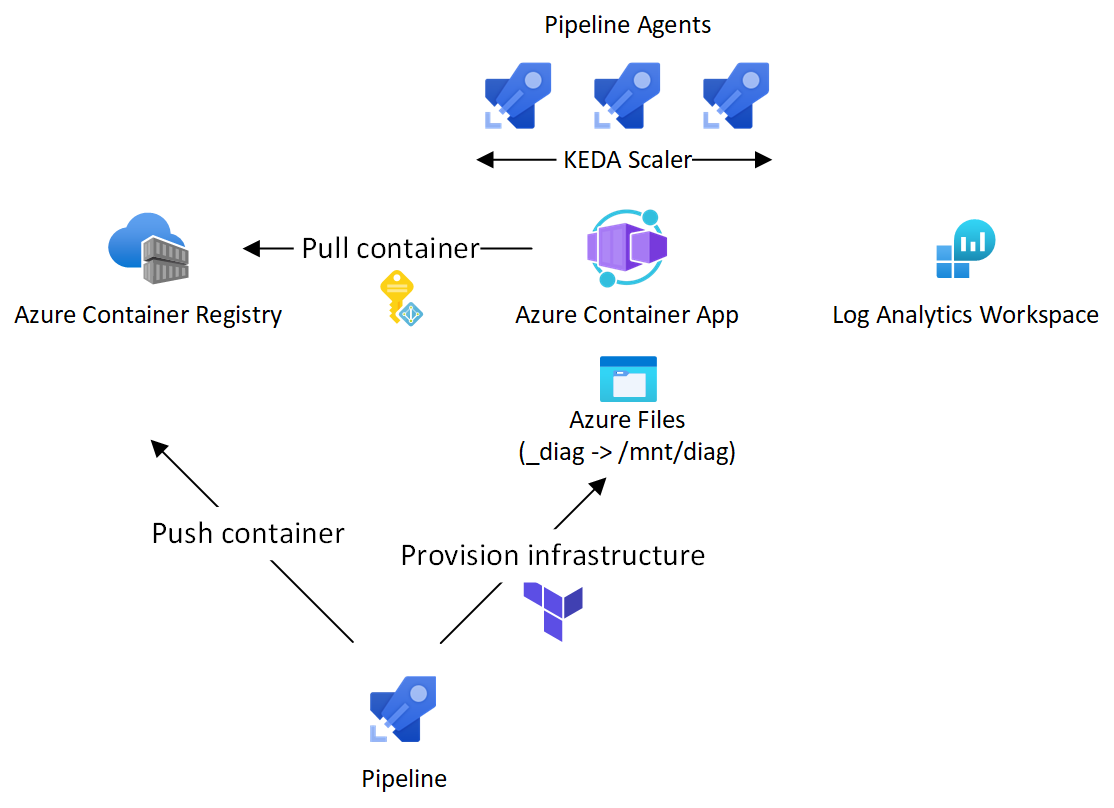 Pipeline Agents
KEDA Scaler
Pull container
Azure Container Registry
Azure Container App
Log Analytics Workspace
Azure Files
(_diag -> /mnt/diag)
Push container
Provision infrastructure
Pipeline